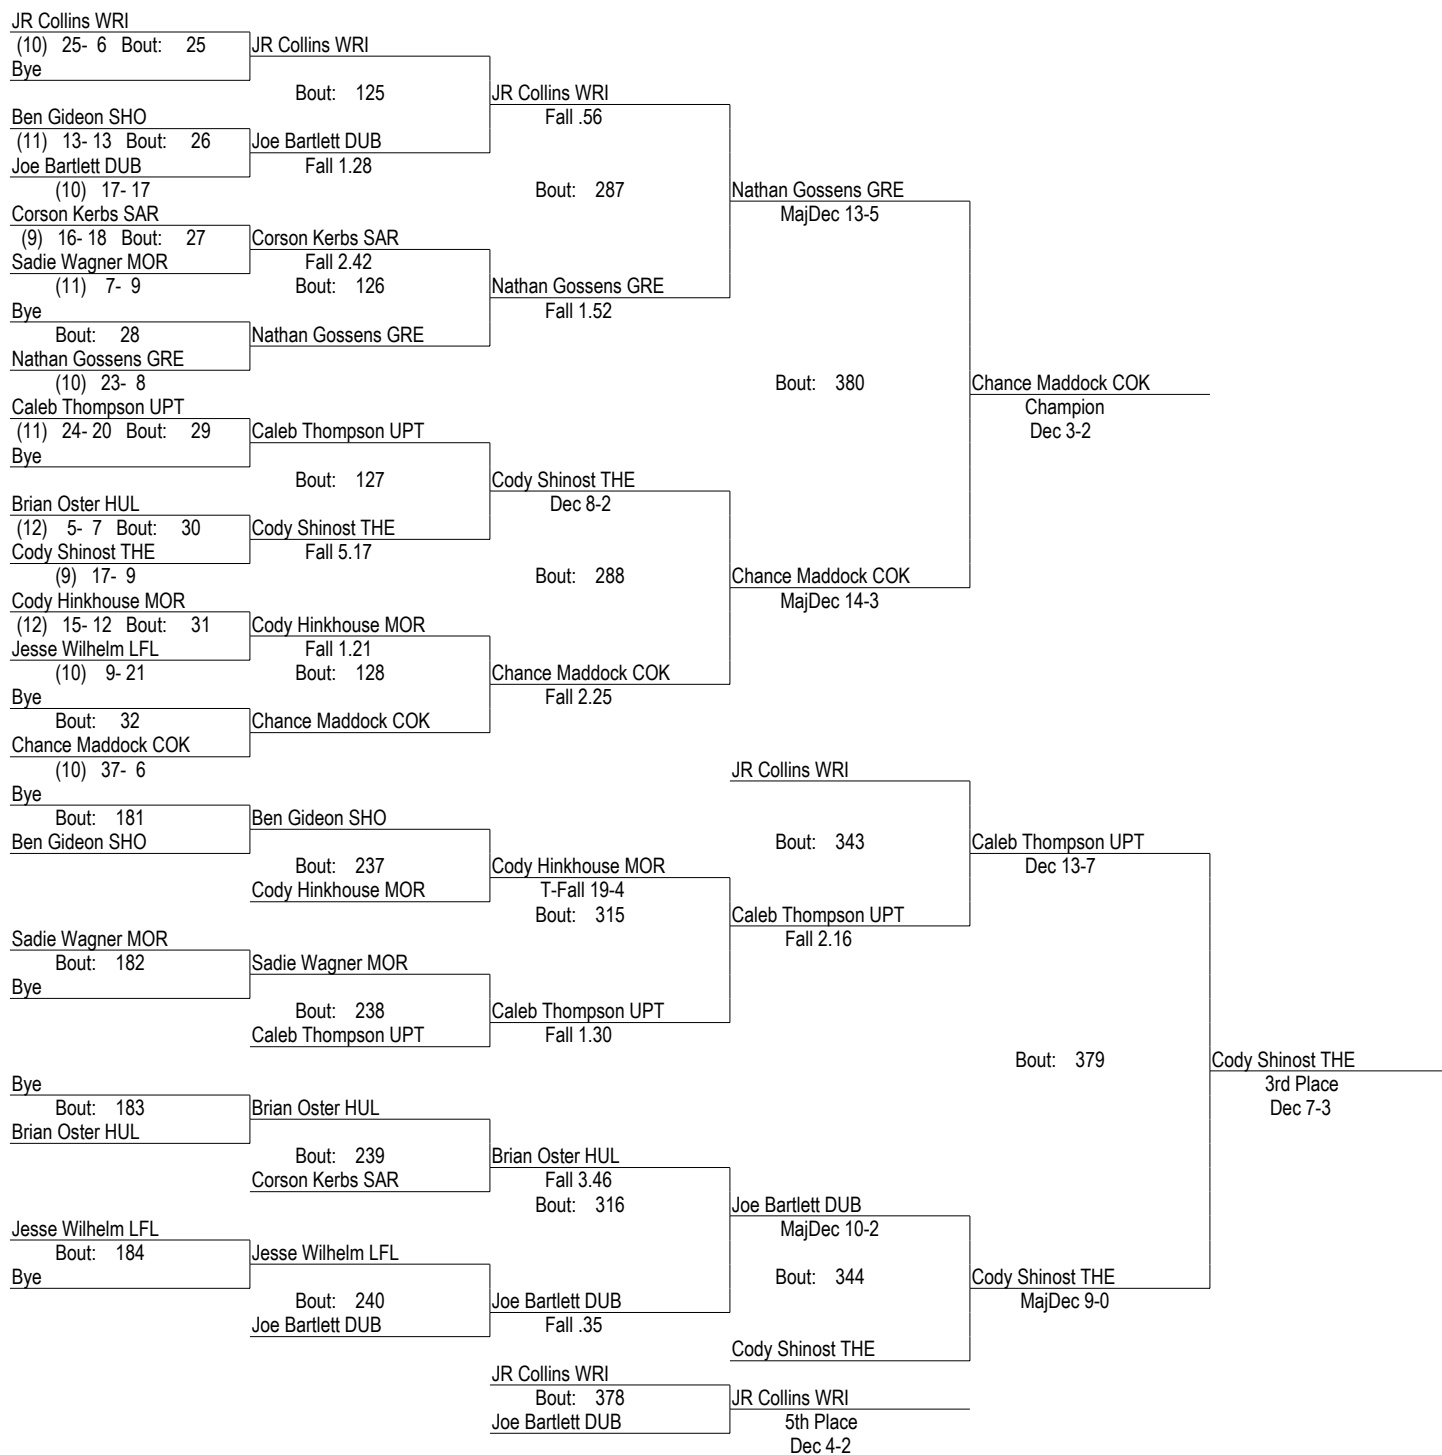 JR Collins WRI
(10) 25- 6 Bout: 25
Bye
JR Collins WRI
Bout: 125
Ben Gideon SHO
(11) 13- 13 Bout: 26
Joe Bartlett DUB
(10) 17- 17
Joe Bartlett DUB
Fall 1.28
JR Collins WRI
Fall .56
Bout: 287
Corson Kerbs SAR
(9) 16- 18 Bout: 27
Sadie Wagner MOR
(11) 7- 9
Corson Kerbs SAR
Fall 2.42
Bout: 126
Bye
Bout: 28
Nathan Gossens GRE
(10) 23- 8
Nathan Gossens GRE
Nathan Gossens GRE
Fall 1.52
Nathan Gossens GRE
MajDec 13-5
Bout: 380
Chance Maddock COK
Champion
Dec 3-2
Caleb Thompson UPT
(11) 24- 20 Bout: 29
Bye
Caleb Thompson UPT
Bout: 127
Brian Oster HUL
(12) 5- 7 Bout: 30
Cody Shinost THE
(9) 17- 9
Cody Shinost THE
Fall 5.17
Cody Shinost THE
Dec 8-2
Bout: 288
Cody Hinkhouse MOR
(12) 15- 12 Bout: 31
Jesse Wilhelm LFL
(10) 9- 21
Cody Hinkhouse MOR
Fall 1.21
Bout: 128
Bye
Bout: 32
Chance Maddock COK
(10) 37- 6
Chance Maddock COK
Chance Maddock COK
Fall 2.25
Chance Maddock COK
MajDec 14-3
Bye
Bout: 181
Ben Gideon SHO
Ben Gideon SHO
Bout: 237
Cody Hinkhouse MOR
Cody Hinkhouse MOR
T-Fall 19-4
Bout: 315
Sadie Wagner MOR
Bout: 182
Bye
Sadie Wagner MOR
Bout: 238
Caleb Thompson UPT
Caleb Thompson UPT
Fall 1.30
JR Collins WRI
Bout: 343
Caleb Thompson UPT
Fall 2.16
Caleb Thompson UPT
Dec 13-7
Bout: 379
Cody Shinost THE
3rd Place
Dec 7-3
Bye
Bout: 183
Brian Oster HUL
Brian Oster HUL
Bout: 239
Corson Kerbs SAR
Brian Oster HUL
Fall 3.46
Bout: 316
Jesse Wilhelm LFL
Bout: 184
Bye
Jesse Wilhelm LFL
Bout: 240
Joe Bartlett DUB
Joe Bartlett DUB
Fall .35
Joe Bartlett DUB
MajDec 10-2
Bout: 344
Cody Shinost THE
Cody Shinost THE
MajDec 9-0
JR Collins WRI
Bout: 378
Joe Bartlett DUB
JR Collins WRI
5th Place
Dec 4-2